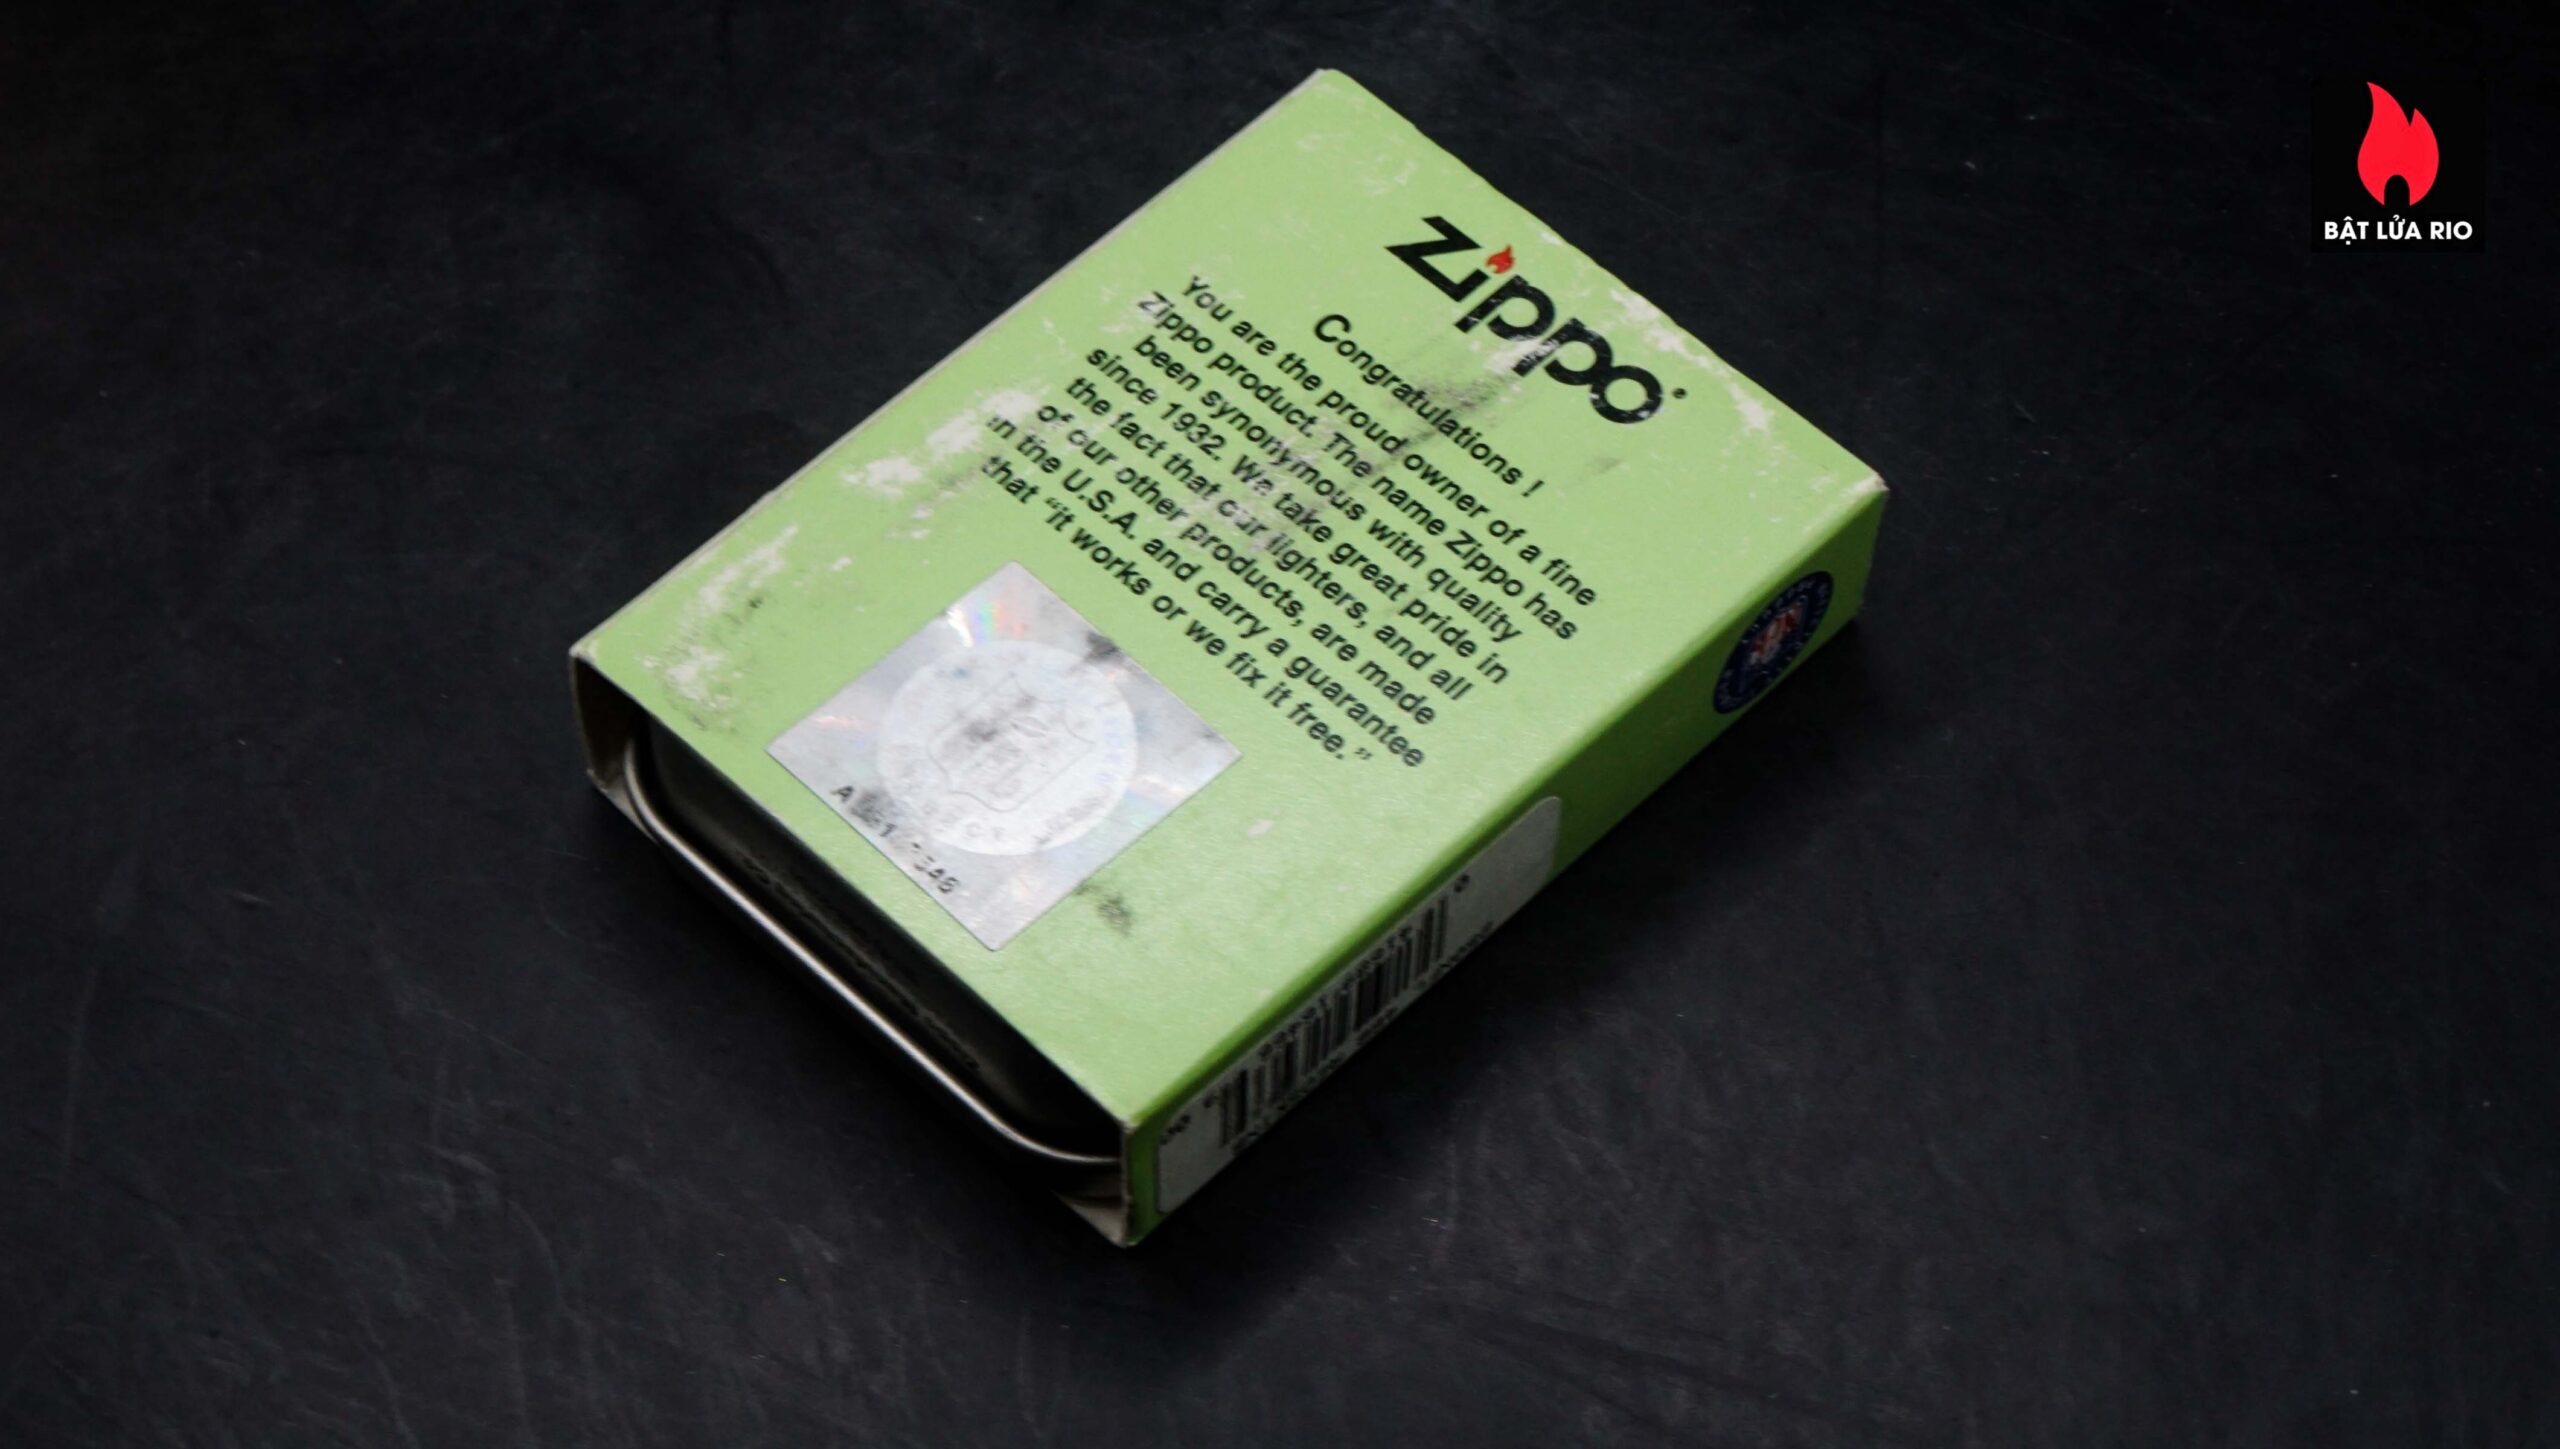 BẬT LỬA RIO
Zippo
Congratulations !
You are the proud owner of a fine
Zippo product. The name Zippo has
been synonymous with quality
since 1932. We take great pride in
the fact that our lighters, and all
of our other products, are made
in the U.S.A. and carry a guarantee
that “it works or we fix it free.”